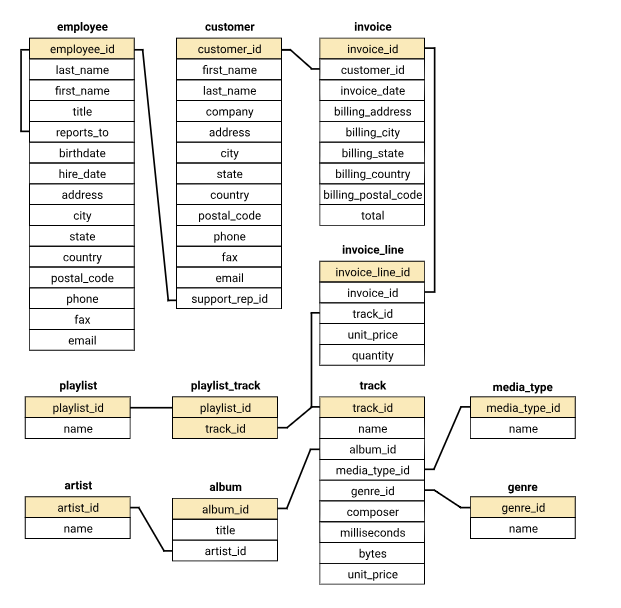 employee
employee_id
last_name
first_name
title
reports_to
birthdate
hire_date
address
city
state
country
postal_code
phone
fax
email
customer
customer_id
first_name
last_name
company
address
city
state
country
postal_code
phone
fax
email
support_rep_id
invoice
invoice_id
customer_id
invoice_date
billing_address
billing_city
billing_state
billing_country
billing_postal_code
total
invoice_line
invoice_line_id
invoice_id
track_id
unit_price
quantity
playlist
playlist_id
name
playlist_track
playlist_id
track_id
track
track_id
name
album_id
media_type_id
genre_id
composer
milliseconds
bytes
unit_price
media_type
media_type_id
name
artist
artist_id
name
album
album_id
title
artist_id
genre
genre_id
name